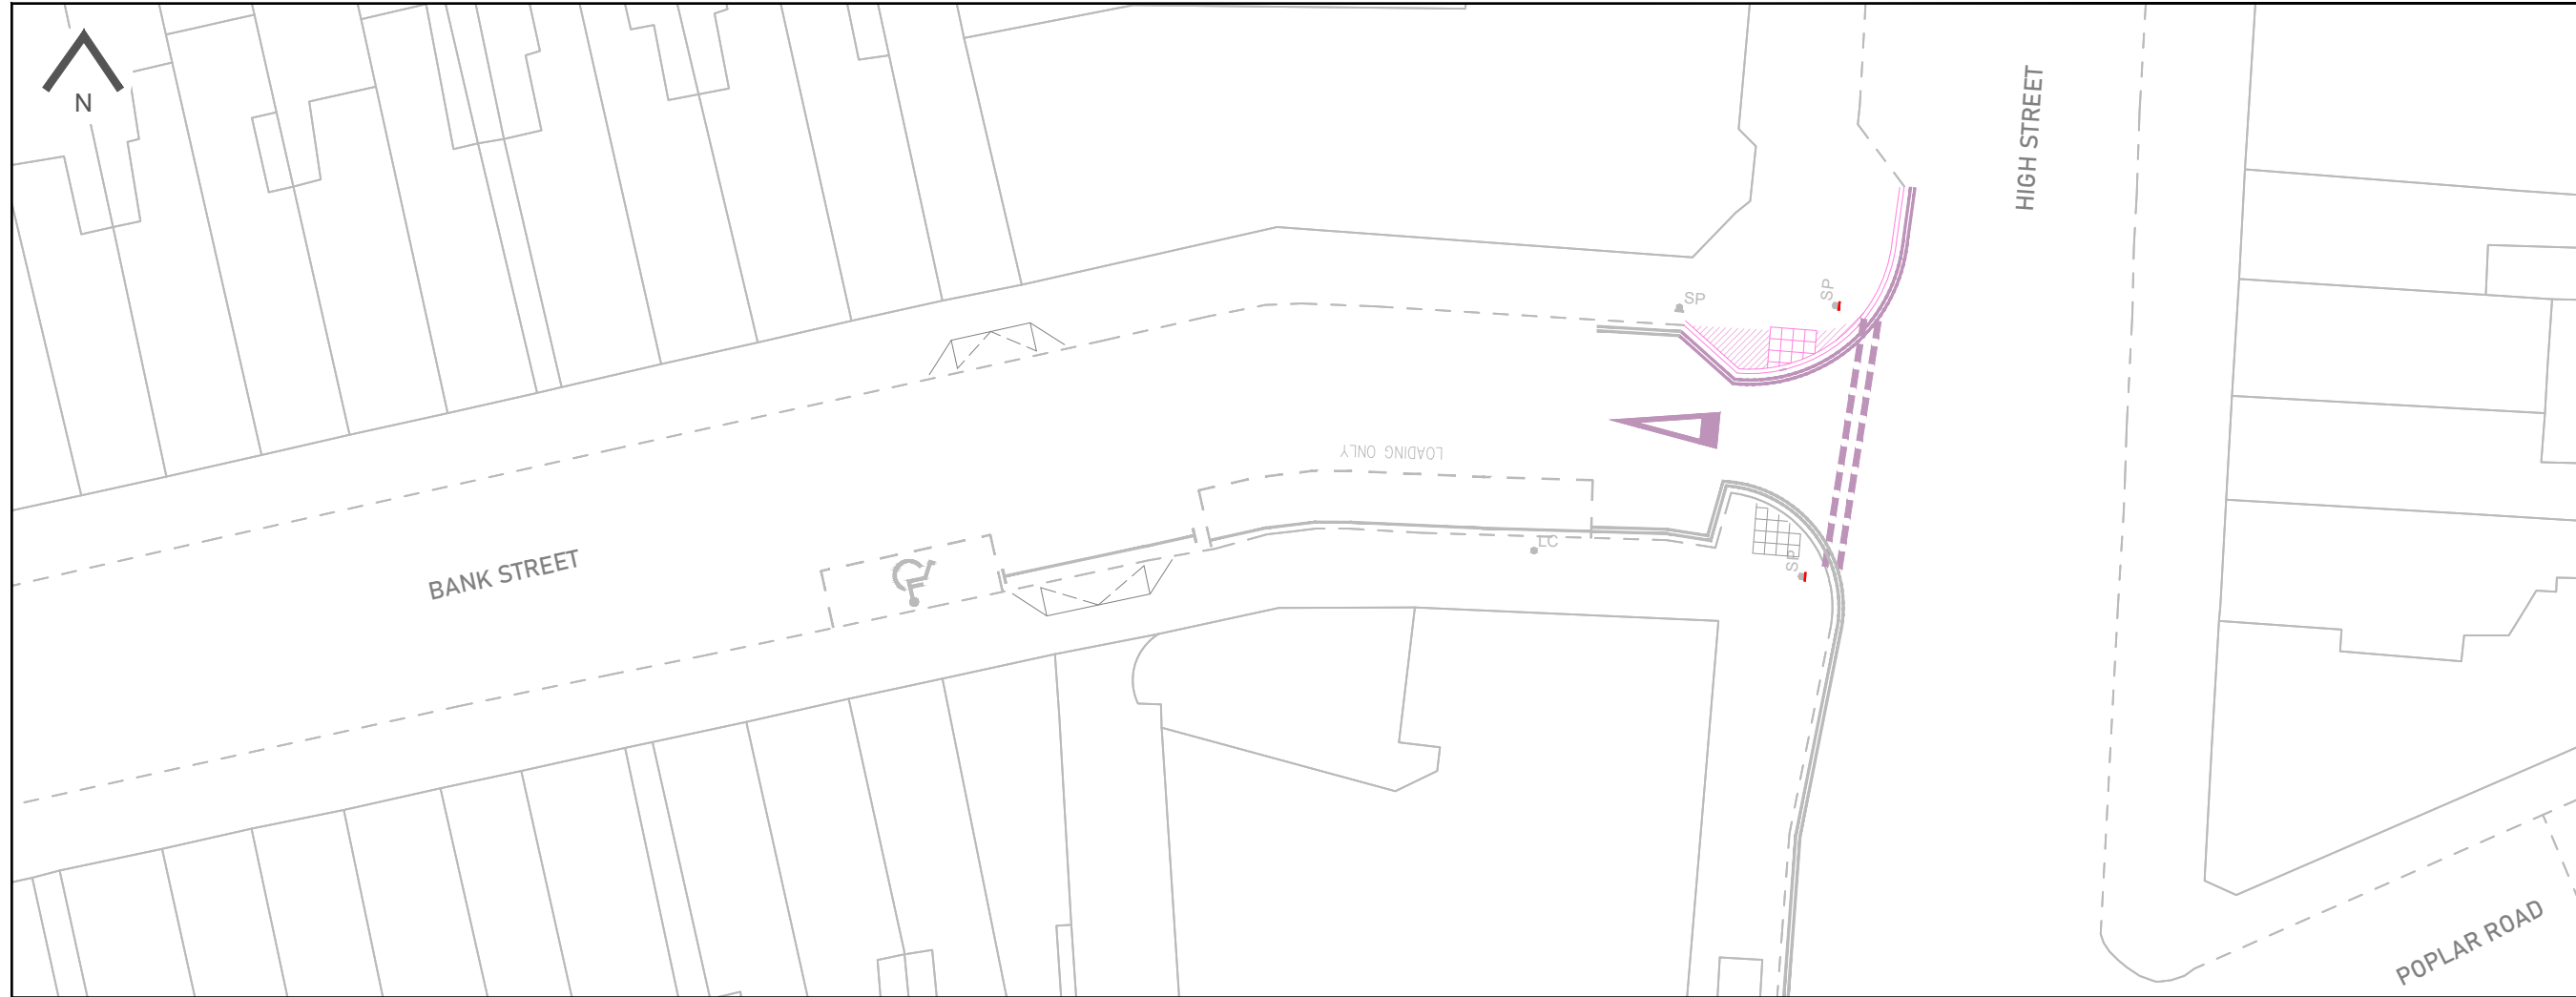 N
HIGH STREET
SP
SP
LOADING ONLY
LC
SP
BANK STREET
POPLAR ROAD